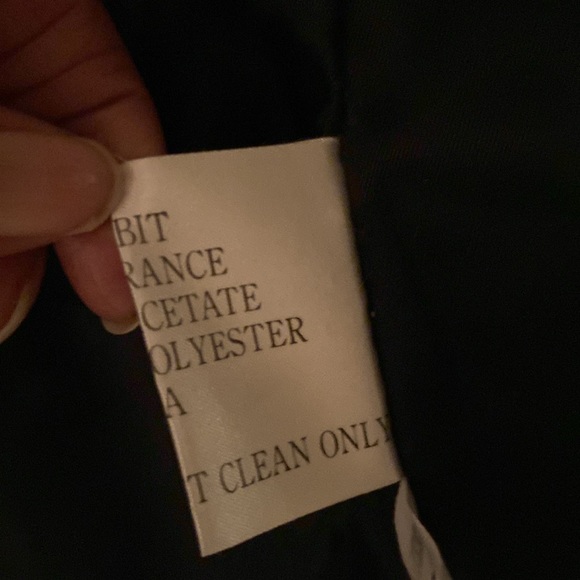 BIT
RANCE
CETATE
OLYESTER
A
T CLEAN ONLY